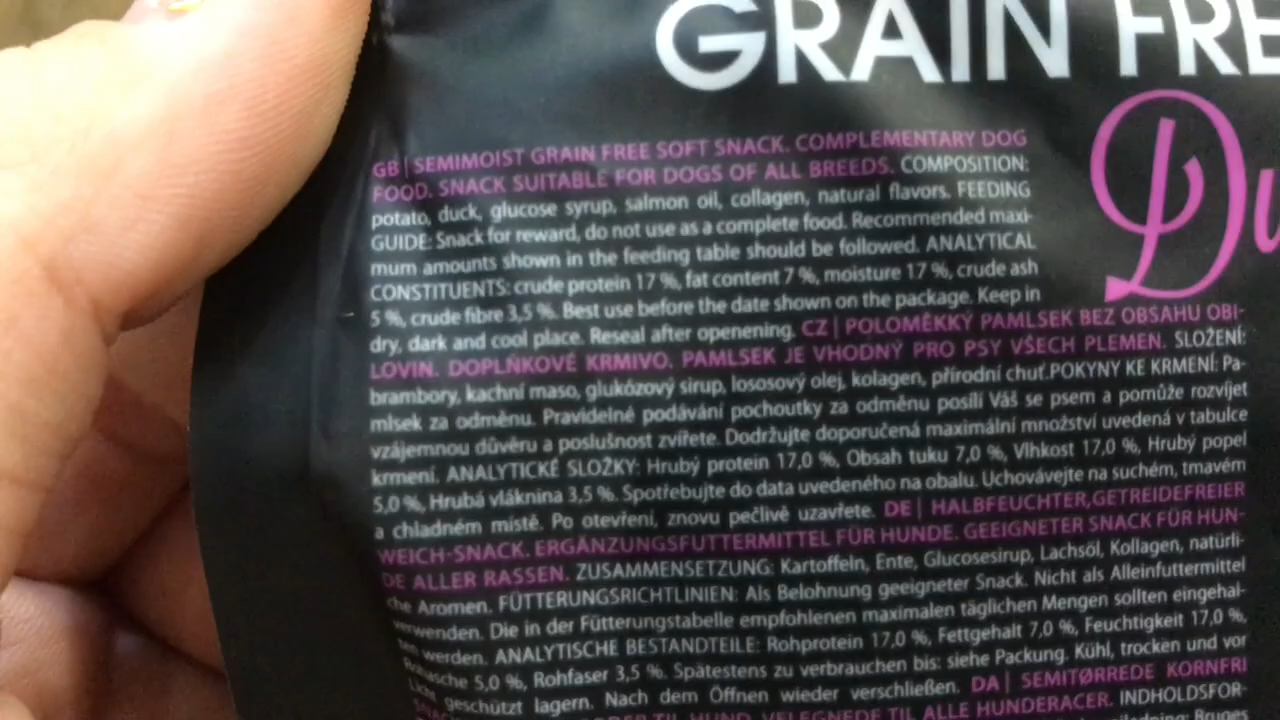 GRAIN FRE
Du
GB | SEMIMOIST GRAIN FREE SOFT SNACK. COMPLEMENTARY DOG
FOOD. SNACK SUITABLE FOR DOGS OF ALL BREEDS. COMPOSITION:
potato, duck, glucose syrup, salmon oil, collagen, natural flavors. FEEDING
GUIDE: Snack for reward, do not use as a complete food. Recommended maxi-
mum amounts shown in the feeding table should be followed. ANALYTICAL
CONSTITUENTS: crude protein 17 %, fat content 7 %, moisture 17 %, crude ash
5 %, crude fibre 3,5 %. Best use before the date shown on the package. Keep in
dry, dark and cool place. Reseal after openening. CZ | POLOMĚKKÝ PAMLSEK BEZ OBSAHU OBI-
LOVIN. DOPLŇKOVÉ KRMIVO. PAMLSEK JE VHODNÝ PRO PSY VŠECH PLEMEN. SLOŽENÍ:
brambory, kachní maso, glukózový sirup, lososový olej, kolagen, přírodní chuť.POKYNY KE KRMENÍ: Pa-
mlsek za odměnu. Pravidelné podávání pochoutky za odměnu posílí Váš se psem a pomůže rozvíjet
vzájemnou důvěru a poslušnost zvířete. Dodržujte doporučená maximální množství uvedená v tabulce
krmení. ANALYTICKÉ SLOŽKY: Hrubý protein 17,0 %, Obsah tuku 7,0 %, Vlhkost 17,0 %, Hrubý popel
5,0 %, Hrubá vláknina 3,5 %. Spotřebujte do data uvedeného na obalu. Uchovávejte na suchém, tmavém
a chladném místě. Po otevření, znovu pečlivě uzavřete. DE | HALBFEUCHTER,GETREIDEFREIER
WEICH-SNACK. ERGÄNZUNGSFUTTERMITTEL FÜR HUNDE. GEEIGNETER SNACK FÜR HUN-
DE ALLER RASSEN. ZUSAMMENSETZUNG: Kartoffeln, Ente, Glucosesirup, Lachsöl, Kollagen, natürli-
che Aromen. FÜTTERUNGSRICHTLINIEN: Als Belohnung geeigneter Snack. Nicht als Alleinfuttermittel
verwenden. Die in der Fütterungstabelle empfohlenen maximalen täglichen Mengen sollten eingehal-
ten werden. ANALYTISCHE BESTANDTEILE: Rohprotein 17,0 %, Fettgehalt 7,0 %, Feuchtigkeit 17,0 %,
Rohasche 5,0 %, Rohfaser 3,5 %. Spätestens zu verbrauchen bis: siehe Packung. Kühl, trocken und vor
Licht geschützt lagern. Nach dem Öffnen wieder verschließen. DA | SEMITØRREDE KORNFRI
TIL HUND. VELEGNEDE TIL ALLE HUNDERACER. INDHOLDSFOR-